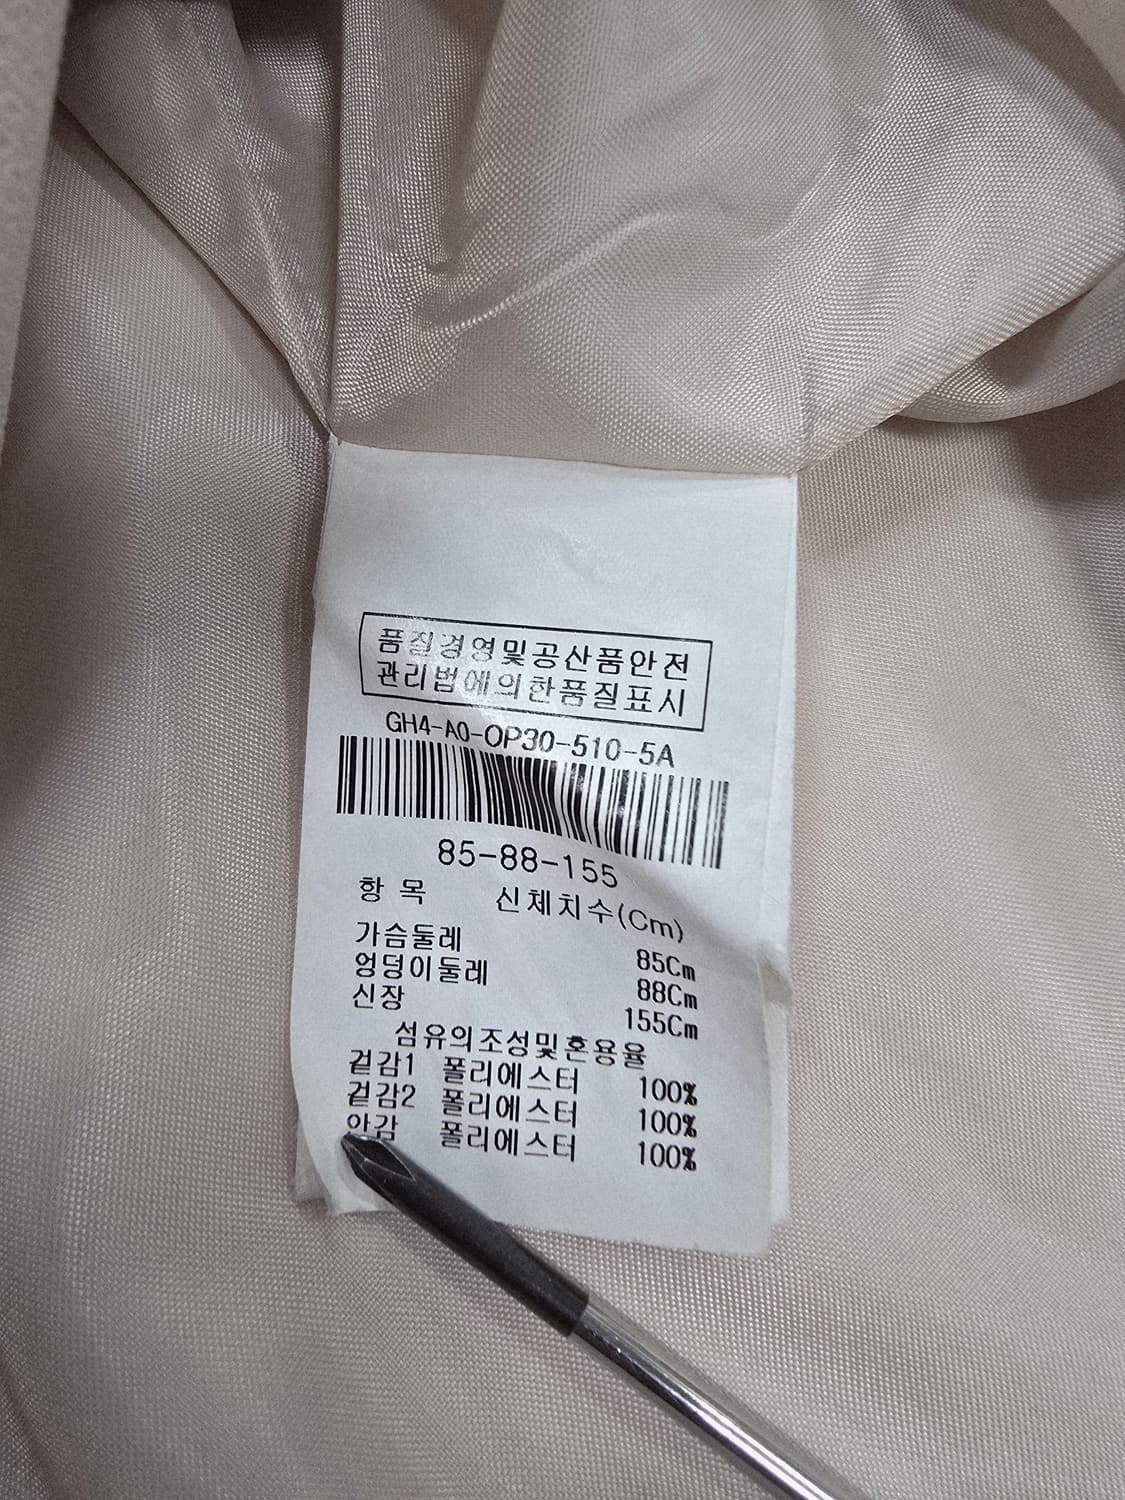 품질경영및공산품안전
관리법에의한품질표시
GH4-A0-OP30-510-5A
85-88-155
항 목 신체치수(Cm)
가슴둘레 85Cm
엉덩이둘레 88Cm
신장 155Cm
섬유의조성및혼용율
겉감1 폴리에스터 100%
겉감2 폴리에스터 100%
안감 폴리에스터 100%